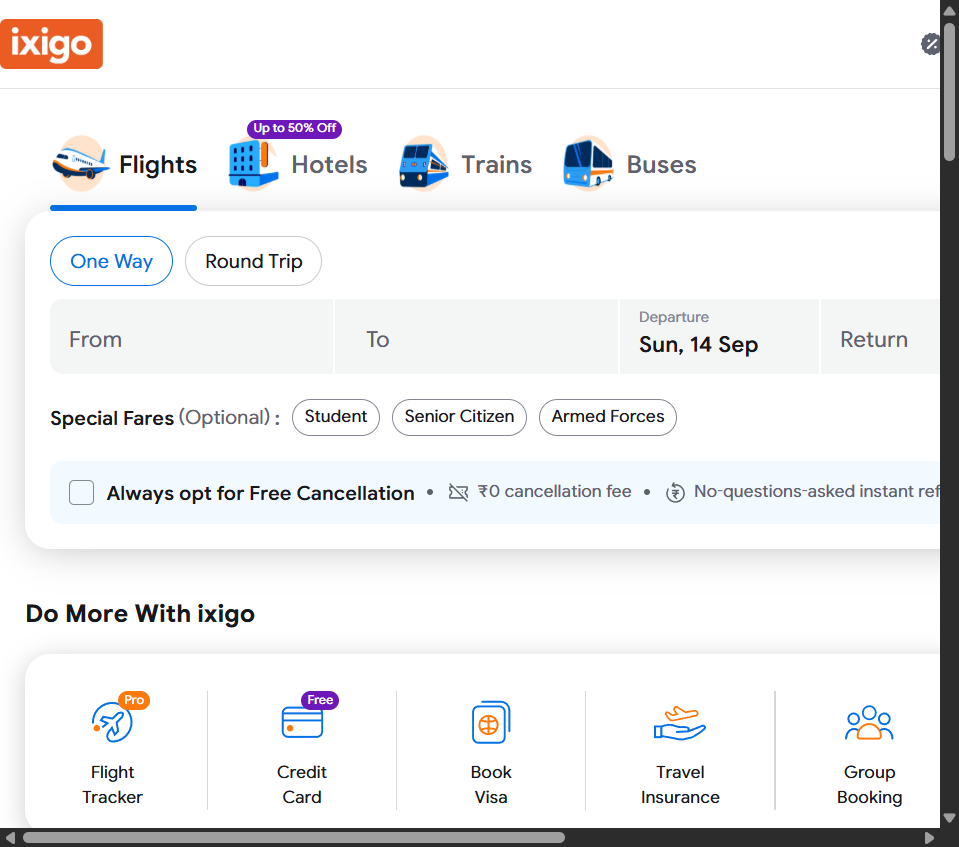 ixigo
Up to 50% Off
Flights Hotels Trains Buses
One Way Round Trip
Departure
From To Sun, 14 Sep Return
Special Fares (Optional) : Student Senior Citizen Armed Forces
Always opt for Free Cancellation • ₹0 cancellation fee • No-questions-asked instant ref
Do More With ixigo
Pro Free
Flight Credit Book Travel Group
Tracker Card Visa Insurance Booking